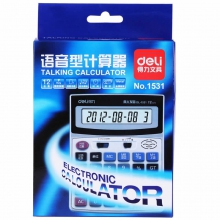 语音型计算器
TALKING CALCULATOR
deli
得力文具
No.1531
2012-08-08 3
ELECTRONIC
CALCULATOR